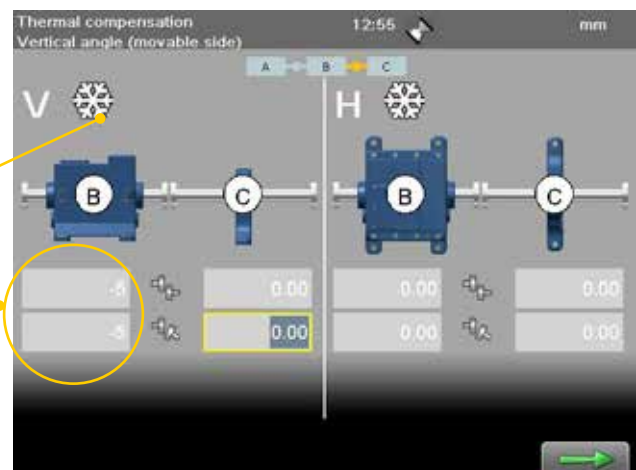 Thermal compensation 12:55 mm
Vertical angle (movable side)
A B C
V H
B C B C
-5 0.00 0.00 0.00
-5 0.00 0.00 0.00